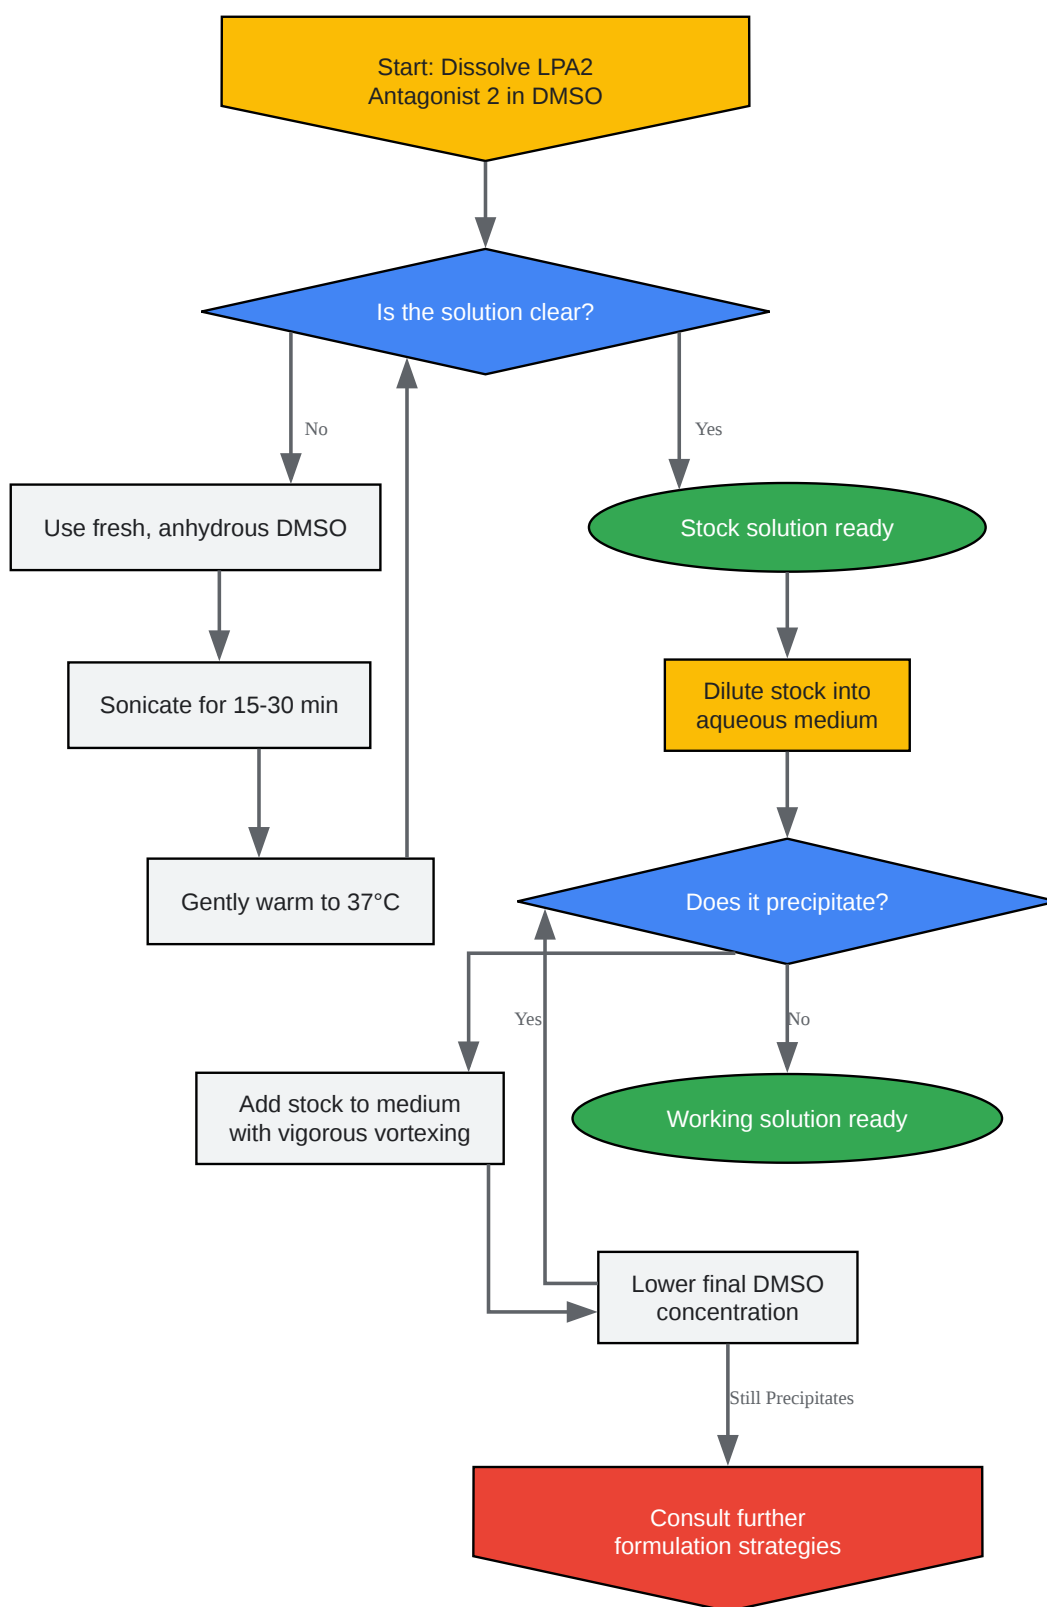 Start: Dissolve LPA2
Antagonist 2 in DMSO
Is the solution clear?
No
Yes
Use fresh, anhydrous DMSO
Stock solution ready
Sonicate for 15-30 min
Dilute stock into
aqueous medium
Gently warm to 37°C
Does it precipitate?
Yes
No
Add stock to medium
with vigorous vortexing
Working solution ready
Lower final DMSO
concentration
Still Precipitates
Consult further
formulation strategies